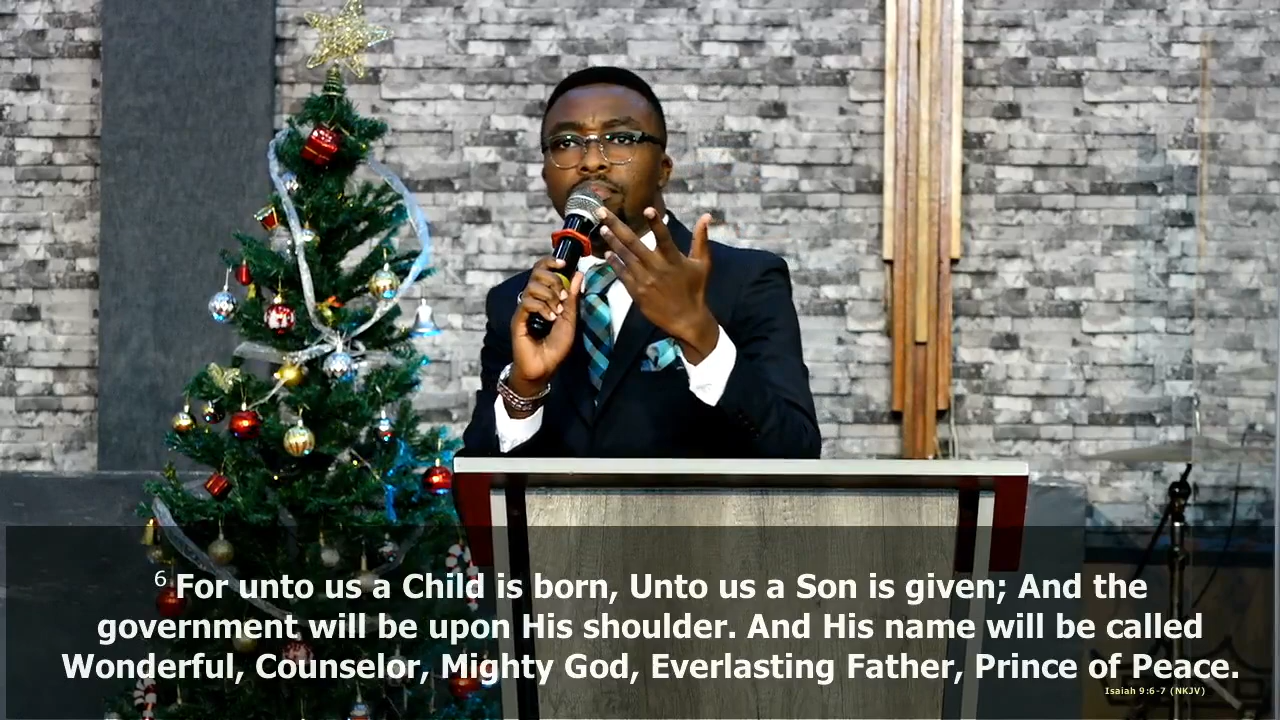 6 For unto us a Child is born, Unto us a Son is given; And the
government will be upon His shoulder. And His name will be called
Wonderful, Counselor, Mighty God, Everlasting Father, Prince of Peace.
Isaiah 9:6-7 (NKJV)